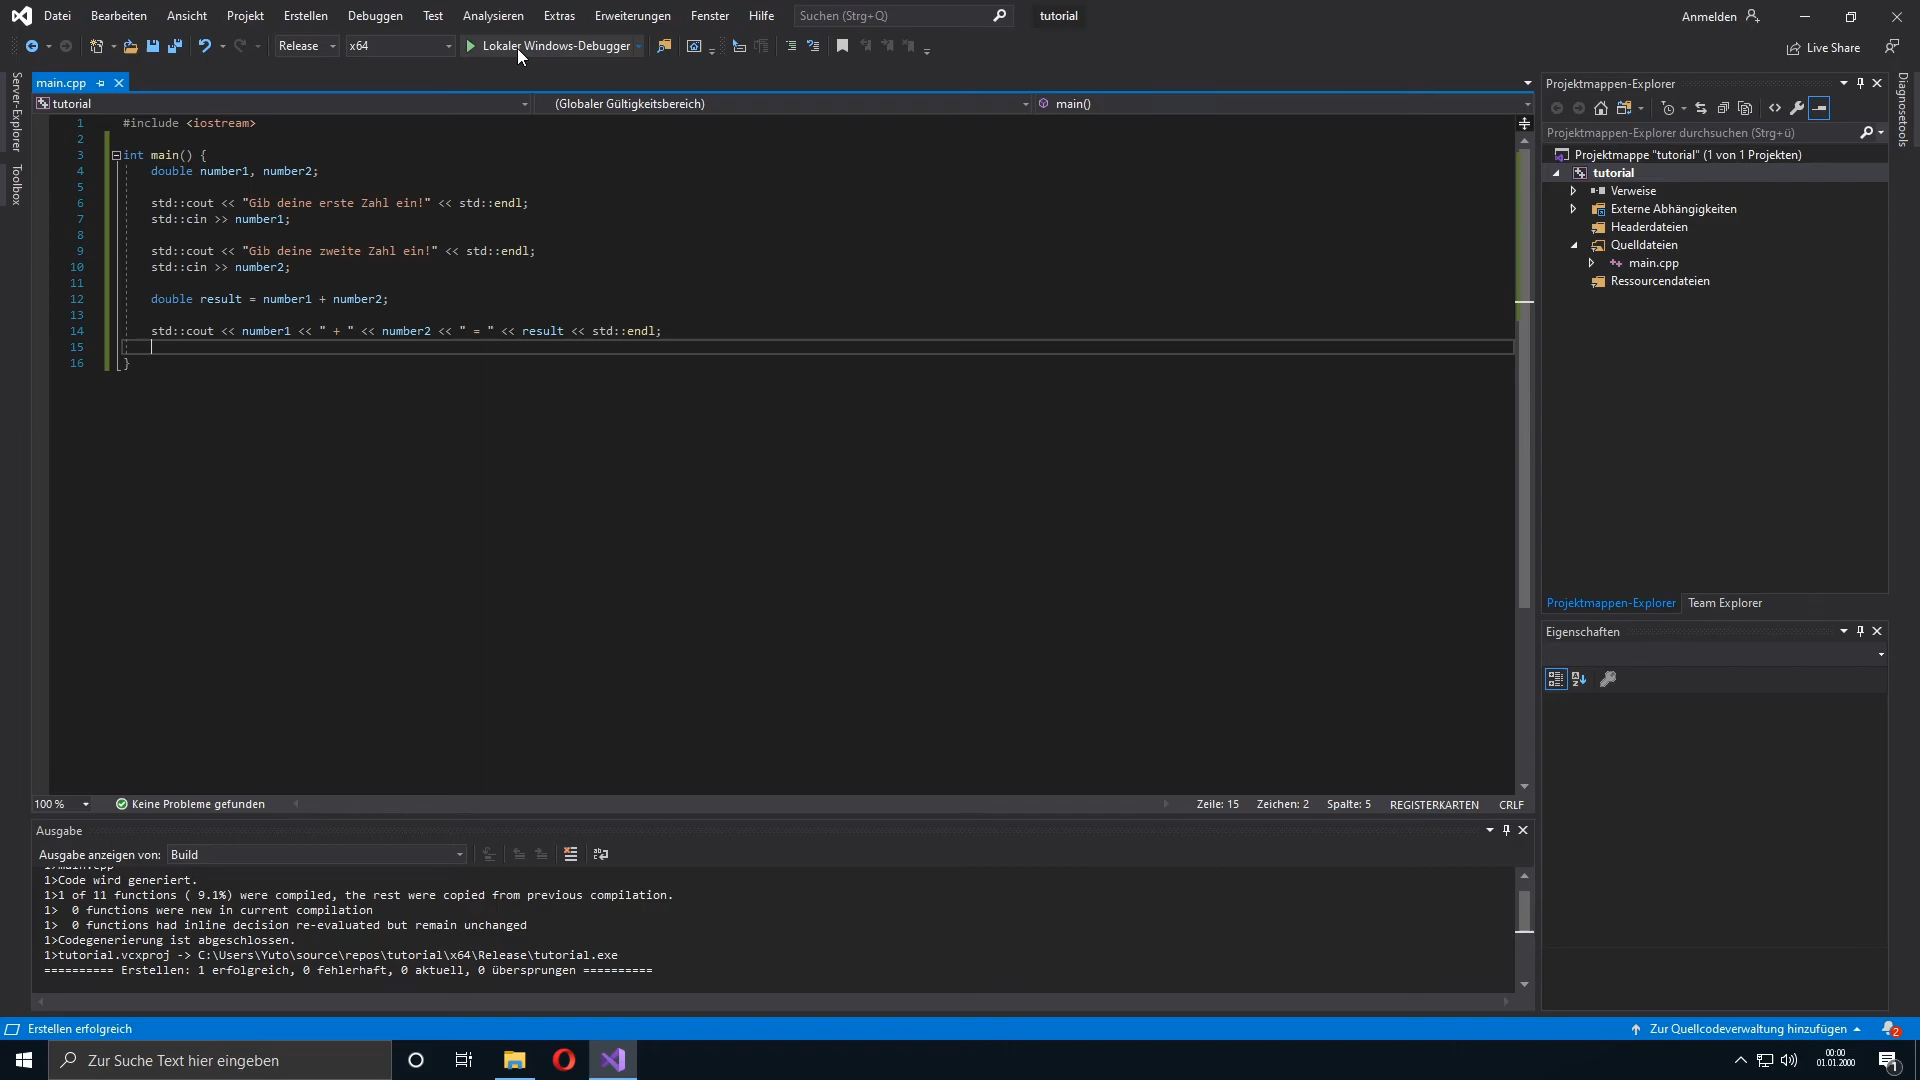 Datei Bearbeiten Ansicht Projekt Erstellen Debuggen Test Analysieren Extras Erweiterungen Fenster Hilfe Suchen (Strg+Q) tutorial Anmelden
Release x64 Lokaler Windows-Debugger Live Share
Server-Explorer
Toolbox
main.cpp
tutorial (Globaler Gültigkeitsbereich) main()
1 #include <iostream>
2
3 int main() {
4 double number1, number2;
5
6 std::cout << "Gib deine erste Zahl ein!" << std::endl;
7 std::cin >> number1;
8
9 std::cout << "Gib deine zweite Zahl ein!" << std::endl;
10 std::cin >> number2;
11
12 double result = number1 + number2;
13
14 std::cout << number1 << " + " << number2 << " = " << result << std::endl;
15
16 }
100 % Keine Probleme gefunden Zeile: 15 Zeichen: 2 Spalte: 5 REGISTERKARTEN CRLF
Ausgabe
Ausgabe anzeigen von: Build
1>main.cpp
1>Code wird generiert.
1>1 of 11 functions ( 9.1%) were compiled, the rest were copied from previous compilation.
1>  0 functions were new in current compilation
1>  0 functions had inline decision re-evaluated but remain unchanged
1>Codegenerierung ist abgeschlossen.
1>tutorial.vcxproj -> C:\Users\Yuto\source\repos\tutorial\x64\Release\tutorial.exe
========== Erstellen: 1 erfolgreich, 0 fehlerhaft, 0 aktuell, 0 übersprungen ==========
Projektmappen-Explorer
Projektmappen-Explorer durchsuchen (Strg+ü)
Projektmappe "tutorial" (1 von 1 Projekten)
tutorial
Verweise
Externe Abhängigkeiten
Headerdateien
Quelldateien
main.cpp
Ressourcendateien
Projektmappen-Explorer Team Explorer
Eigenschaften
Diagnosetools
Erstellen erfolgreich Zur Quellcodeverwaltung hinzufügen 2
Zur Suche Text hier eingeben
00:00
01.01.2000
1